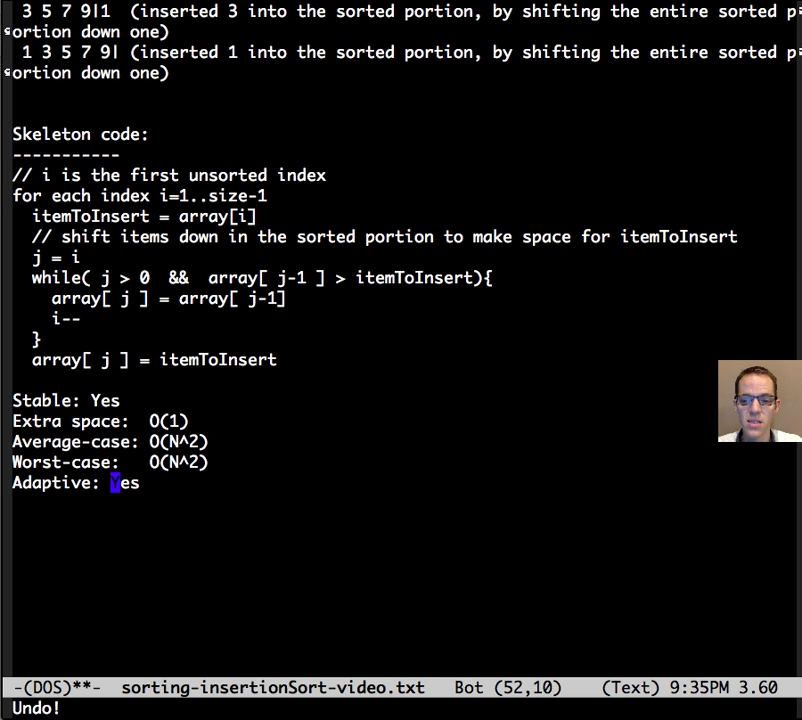 3 5 7 9|1  (inserted 3 into the sorted portion, by shifting the entire sorted p
ortion down one)
1 3 5 7 9| (inserted 1 into the sorted portion, by shifting the entire sorted p
ortion down one)
Skeleton code:
-----------
// i is the first unsorted index
for each index i=1..size-1
  itemToInsert = array[i]
  // shift items down in the sorted portion to make space for itemToInsert
  j = i
  while( j > 0  &&  array[ j-1 ] > itemToInsert){
    array[ j ] = array[ j-1]
    i--
  }
  array[ j ] = itemToInsert
Stable: Yes
Extra space:  O(1)
Average-case: O(N^2)
Worst-case:   O(N^2)
Adaptive: Yes
-(DOS)**-  sorting-insertionSort-video.txt   Bot (52,10)    (Text) 9:35PM 3.60
Undo!